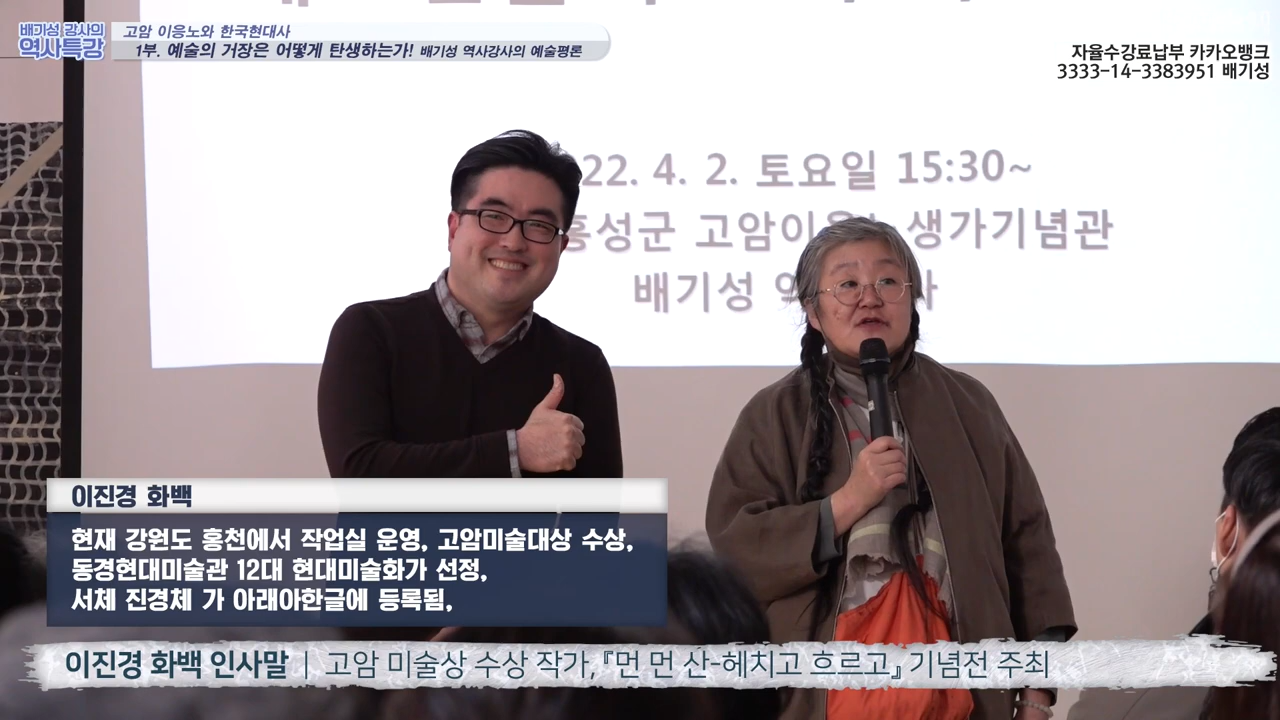 배기성 강사의
역사특강
고암 이응노와 한국현대사
1부. 예술의 거장은 어떻게 탄생하는가! 배기성 역사강사의 예술평론
자율수강료납부 카카오뱅크
3333-14-3383951 배기성
22. 4. 2. 토요일 15:30~
홍성군 고암이응노 생가기념관
배기성
이진경 화백
현재 강원도 홍천에서 작업실 운영, 고암미술대상 수상,
동경현대미술관 12대 현대미술화가 선정,
서체 진경체 가 아래아한글에 등록됨,
이진경 화백 인사말 | 고암 미술상 수상 작가, 『먼 먼 산-헤치고 흐르고』 기념전 주최